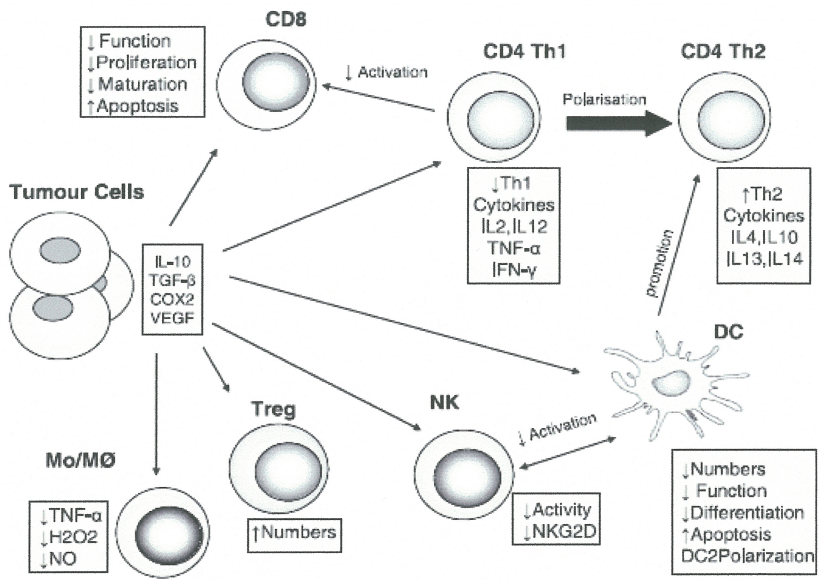 CD8
↓Function
↓Proliferation
↓Maturation
↑Apoptosis
↓ Activation
CD4 Th1
Polarisation
CD4 Th2
↓Th1
Cytokines
IL2,IL12
TNF-α
IFN-γ
↑Th2
Cytokines
IL4,IL10
IL13,IL14
Tumour Cells
IL-10
TGF-β
COX2
VEGF
promotion
DC
Treg
↑Numbers
NK
↓ Activation
↓Activity
↓NKG2D
Mo/MØ
↓TNF-α
↓H2O2
↓NO
↓Numbers
↓ Function
↓Differentiation
↑Apoptosis
DC2Polarization